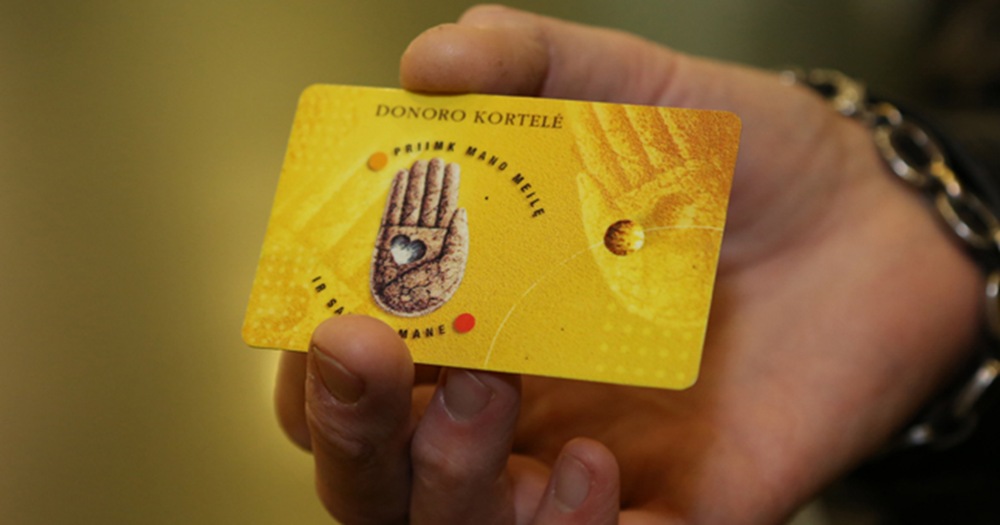 DONORO KORTELĖ
PRIIMK MANO MEILĘ
IR
MANE